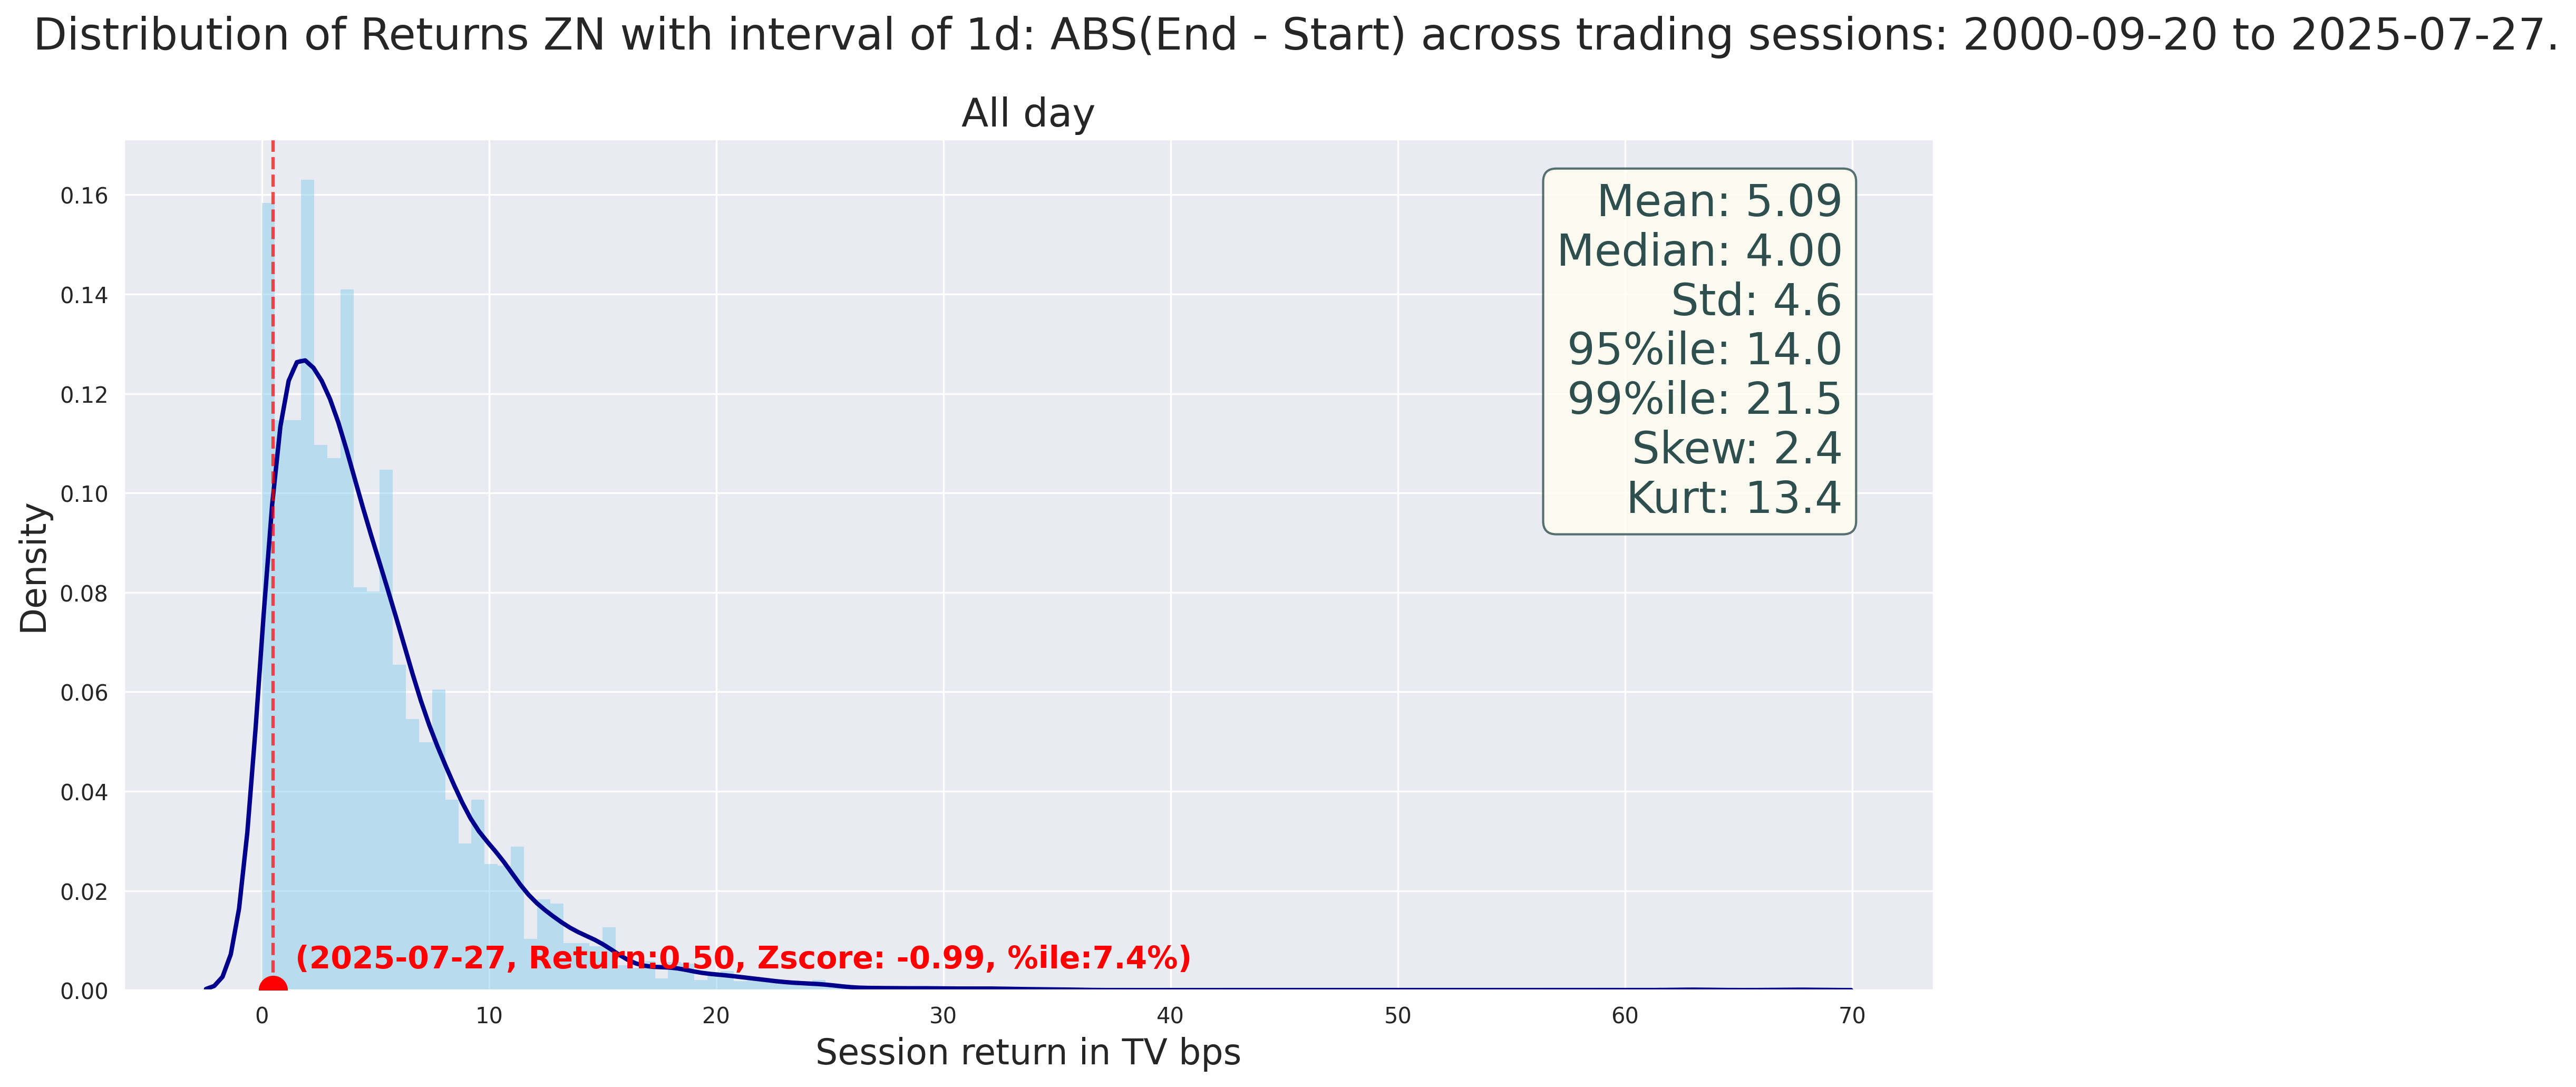 Distribution of Returns ZN with interval of 1d: ABS(End - Start) across trading sessions: 2000-09-20 to 2025-07-27.
All day
Mean: 5.09
Median: 4.00
Std: 4.6
95%ile: 14.0
99%ile: 21.5
Skew: 2.4
Kurt: 13.4
Density
0.16
0.14
0.12
0.10
0.08
0.06
0.04
0.02
0.00
(2025-07-27, Return:0.50, Zscore: -0.99, %ile:7.4%)
0 10 20 30 40 50 60 70
Session return in TV bps